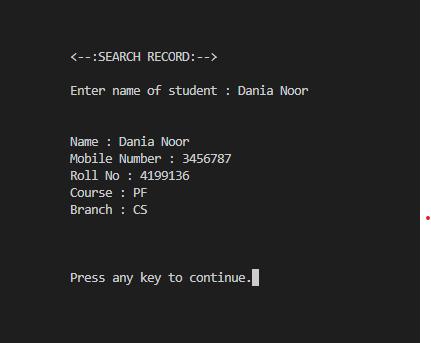 <--:SEARCH RECORD:-->
Enter name of student : Dania Noor
Name : Dania Noor
Mobile Number : 3456787
Roll No : 4199136
Course : PF
Branch : CS
Press any key to continue.